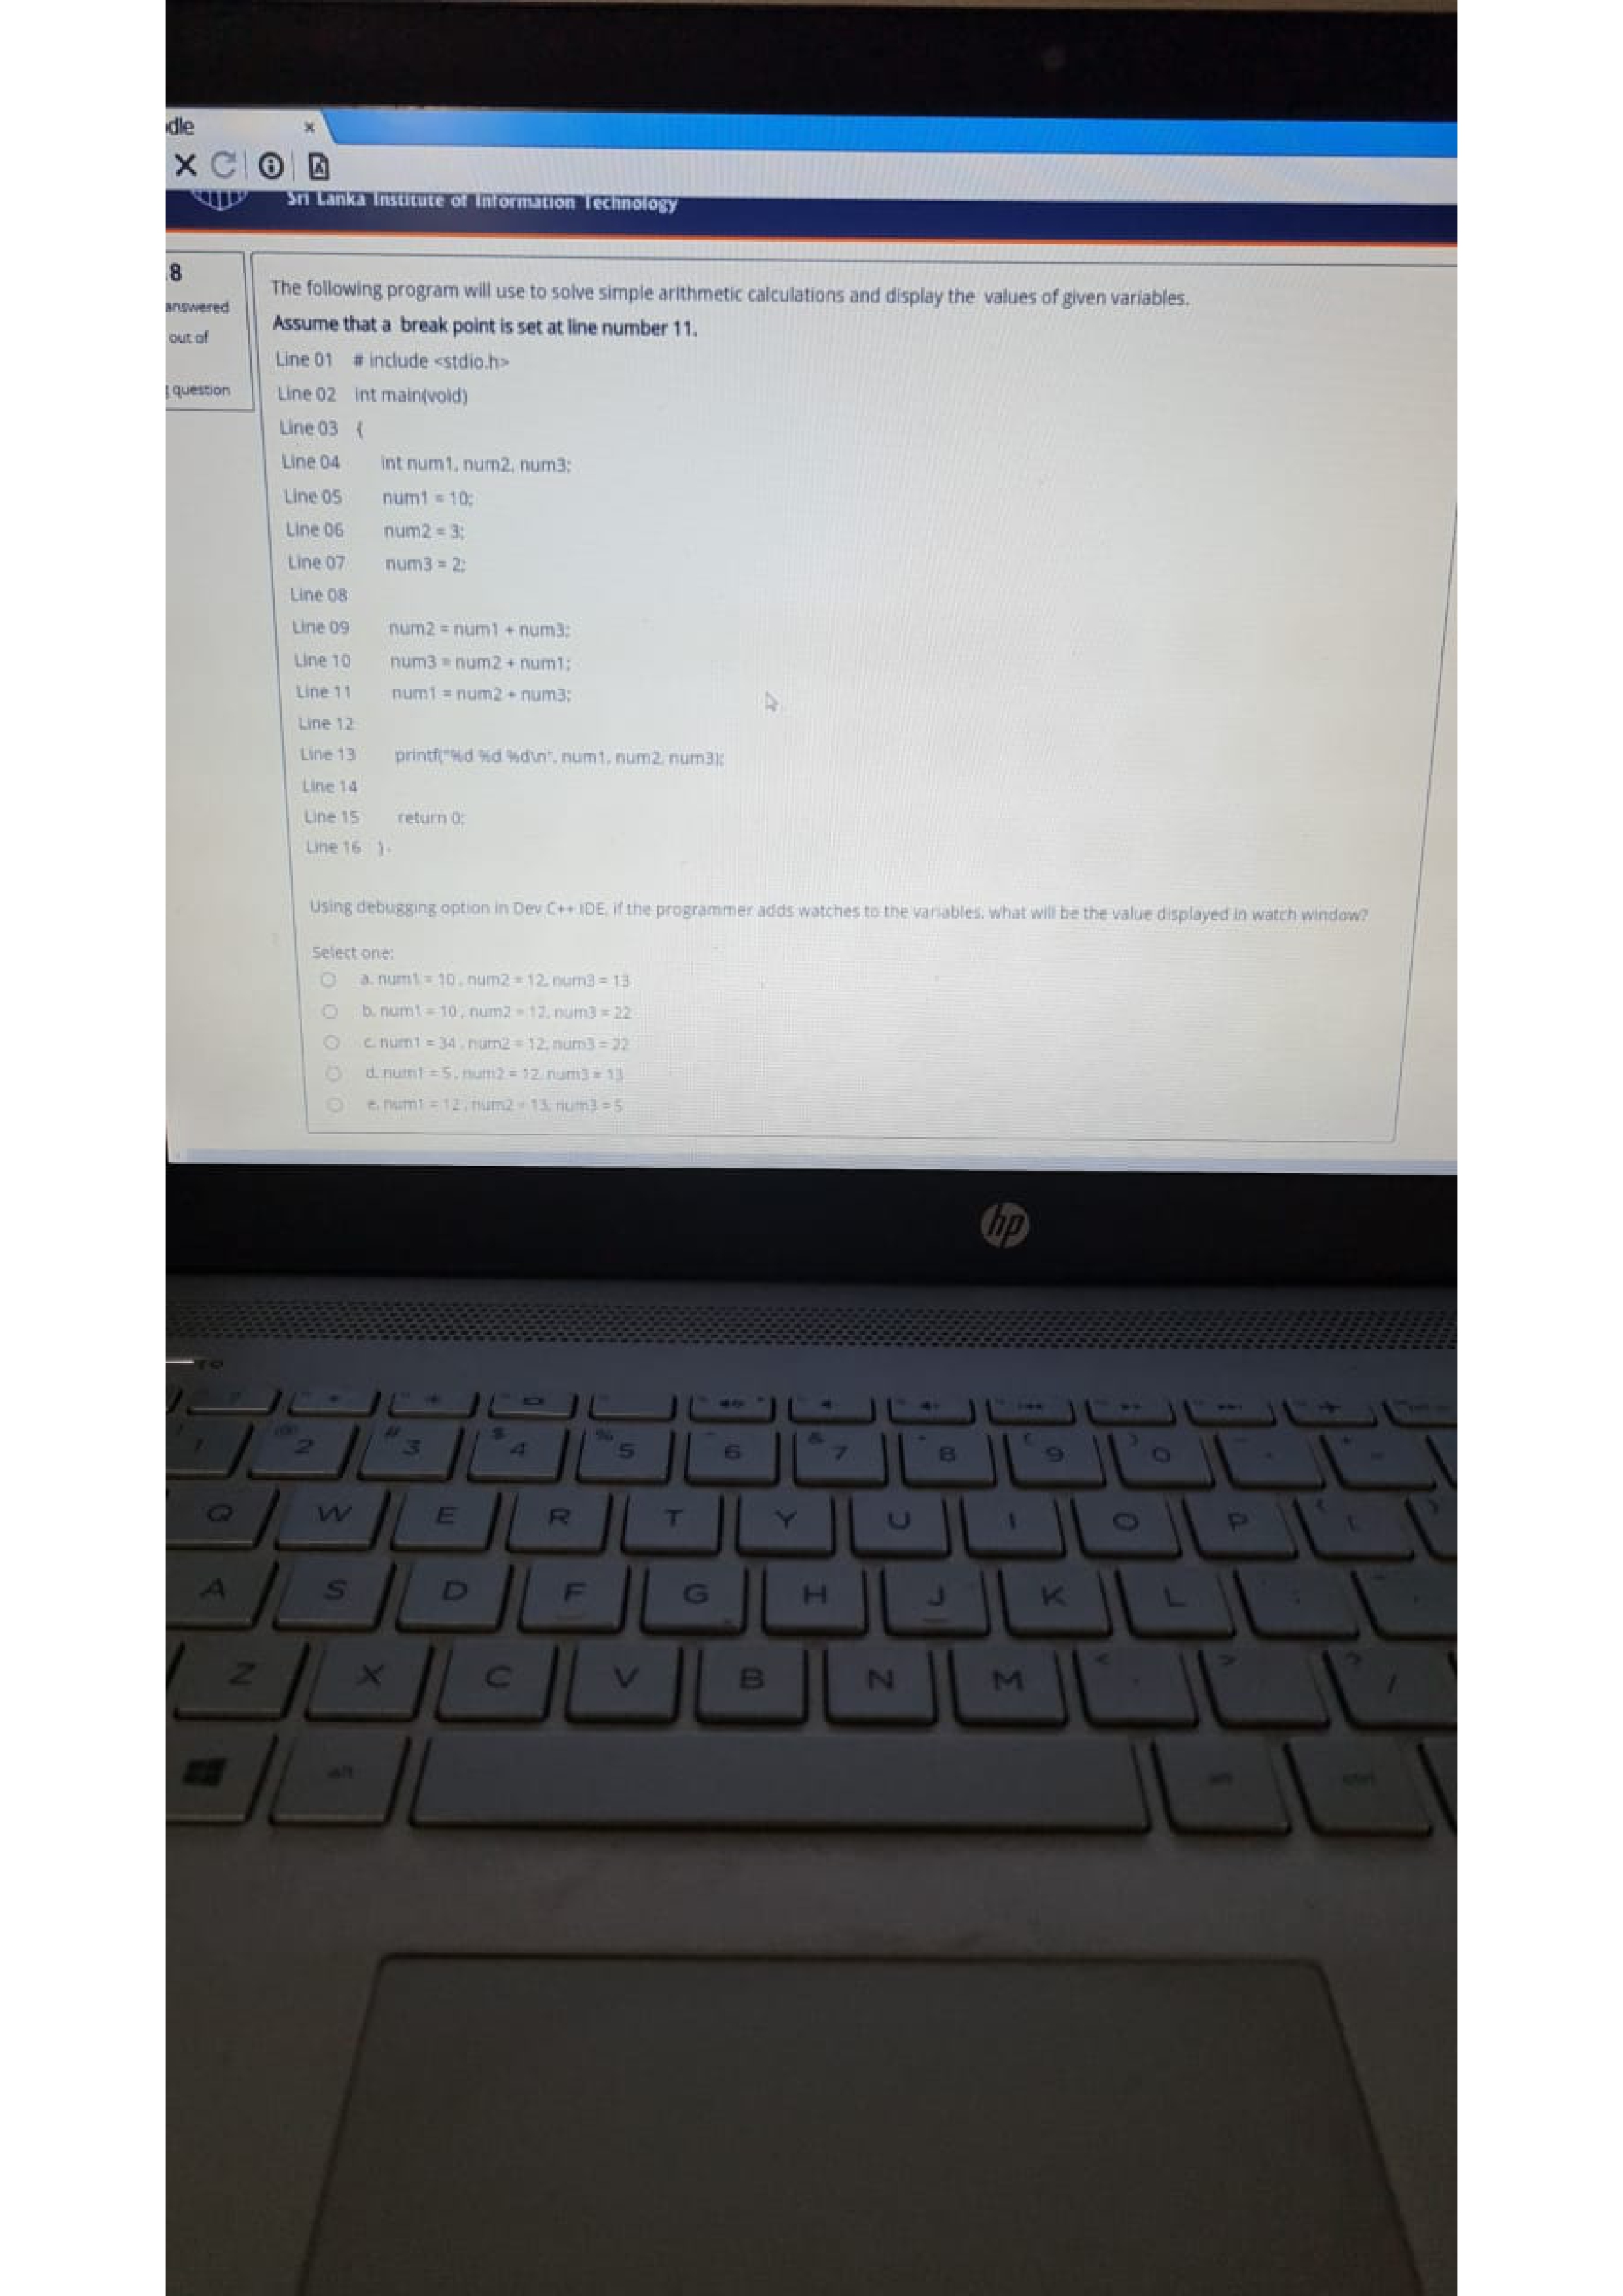 dle
Sri Lanka Institute of Information Technology
8
answered
out of
question
The following program will use to solve simple arithmetic calculations and display the values of given variables.
Assume that a break point is set at line number 11.
Line 01 # include <stdio.h>
Line 02 int main(void)
Line 03 {
Line 04 int num1, num2, num3;
Line 05 num1 = 10;
Line 06 num2 = 3;
Line 07 num3 = 2;
Line 08
Line 09 num2 = num1 + num3;
Line 10 num3 = num2 + num1;
Line 11 num1 = num2 + num3;
Line 12
Line 13 printf("%d %d %d\n", num1, num2, num3);
Line 14
Line 15 return 0;
Line 16 }
Using debugging option in Dev C++ IDE, if the programmer adds watches to the variables, what will be the value displayed in watch window?
Select one:
a. num1 = 10 , num2 = 12, num3 = 13
b. num1 = 10 , num2 = 12, num3 = 22
c. num1 = 34 , num2 = 12, num3 = 22
d. num1 = 5 , num2 = 12, num3 = 13
e. num1 = 12 , num2 = 13, num3 = 5
hp
@ 2 # 3 $ 4 % 5 6 & 7 8 ( 9 ) 0
Q W E R T Y U I O P
A S D F G H J K L
Z X C V B N M < > ? /
alt alt ctrl